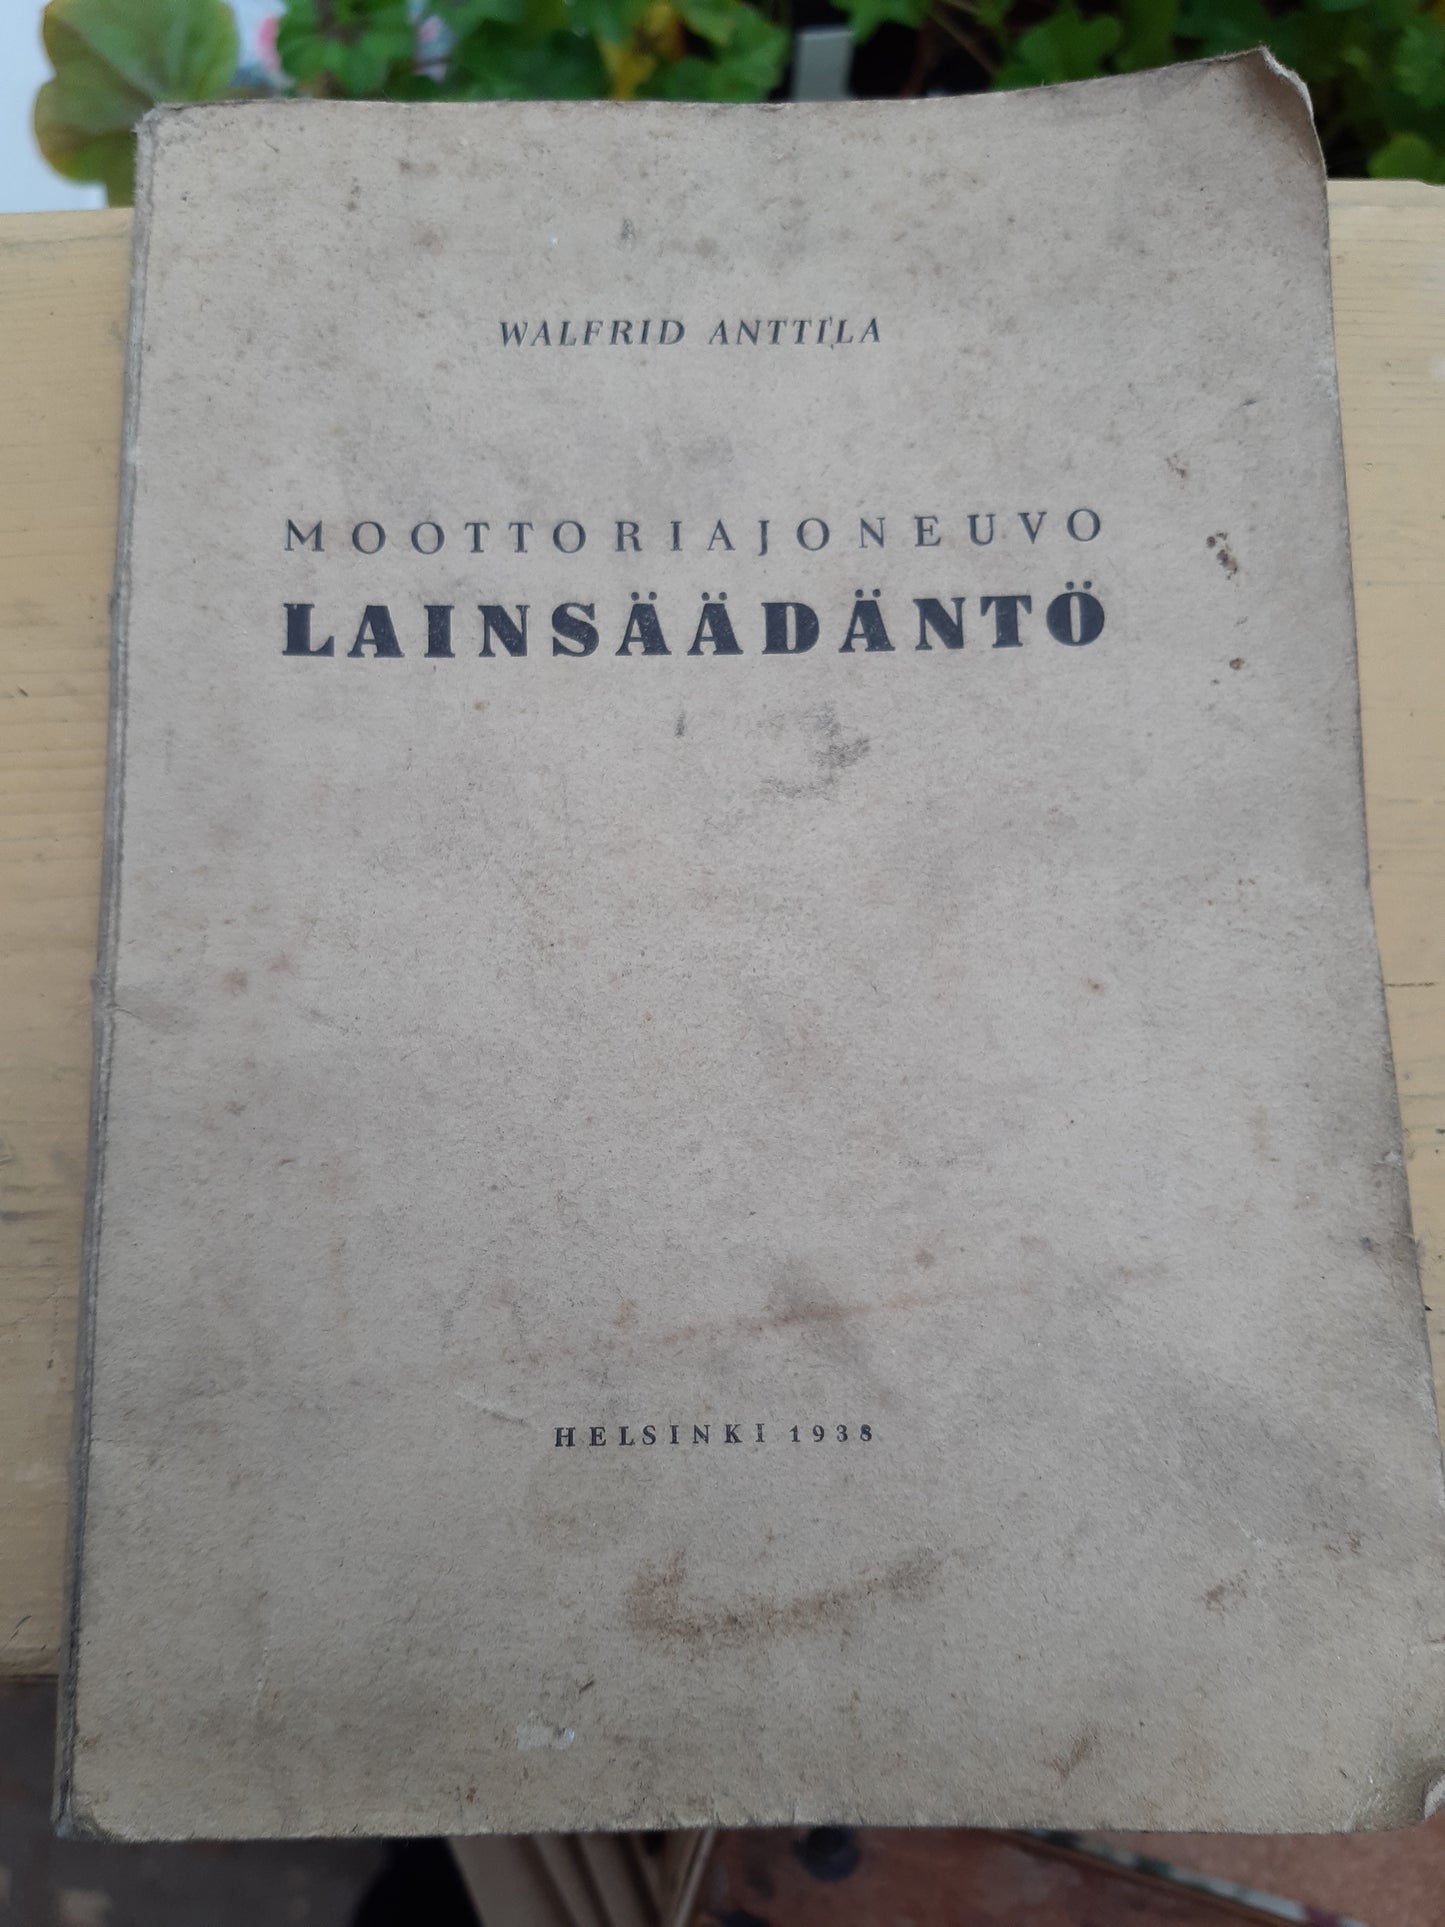 WALFRID ANTTILA
MOOTTORIAJONEUVO
LAINSÄÄDÄNTÖ
HELSINKI 1938